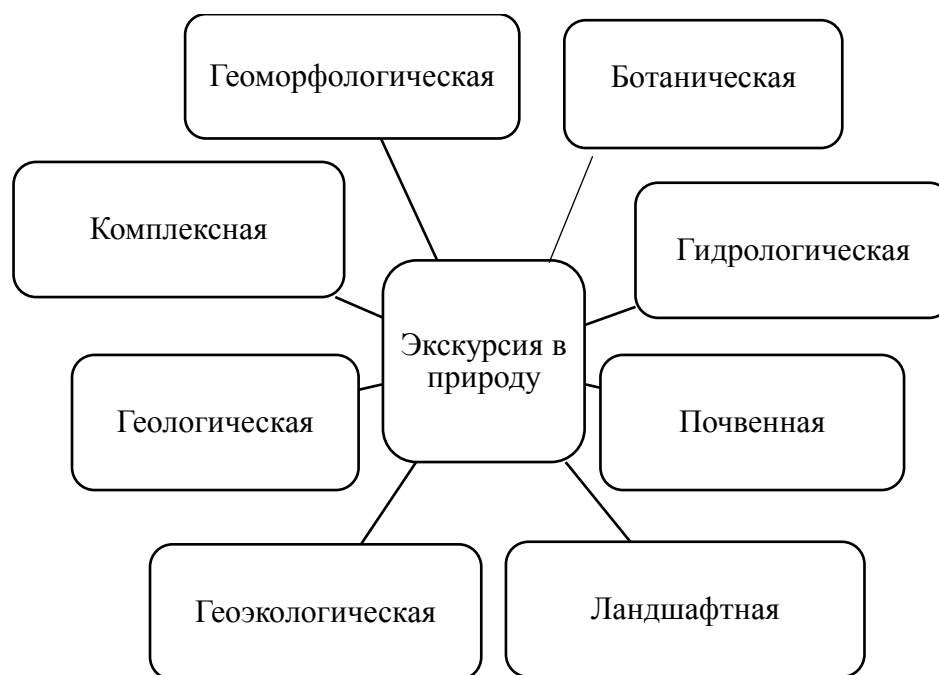 Геоморфологическая
Ботаническая
Комплексная
Гидрологическая
Экскурсия в
природу
Геологическая
Почвенная
Геоэкологическая
Ландшафтная